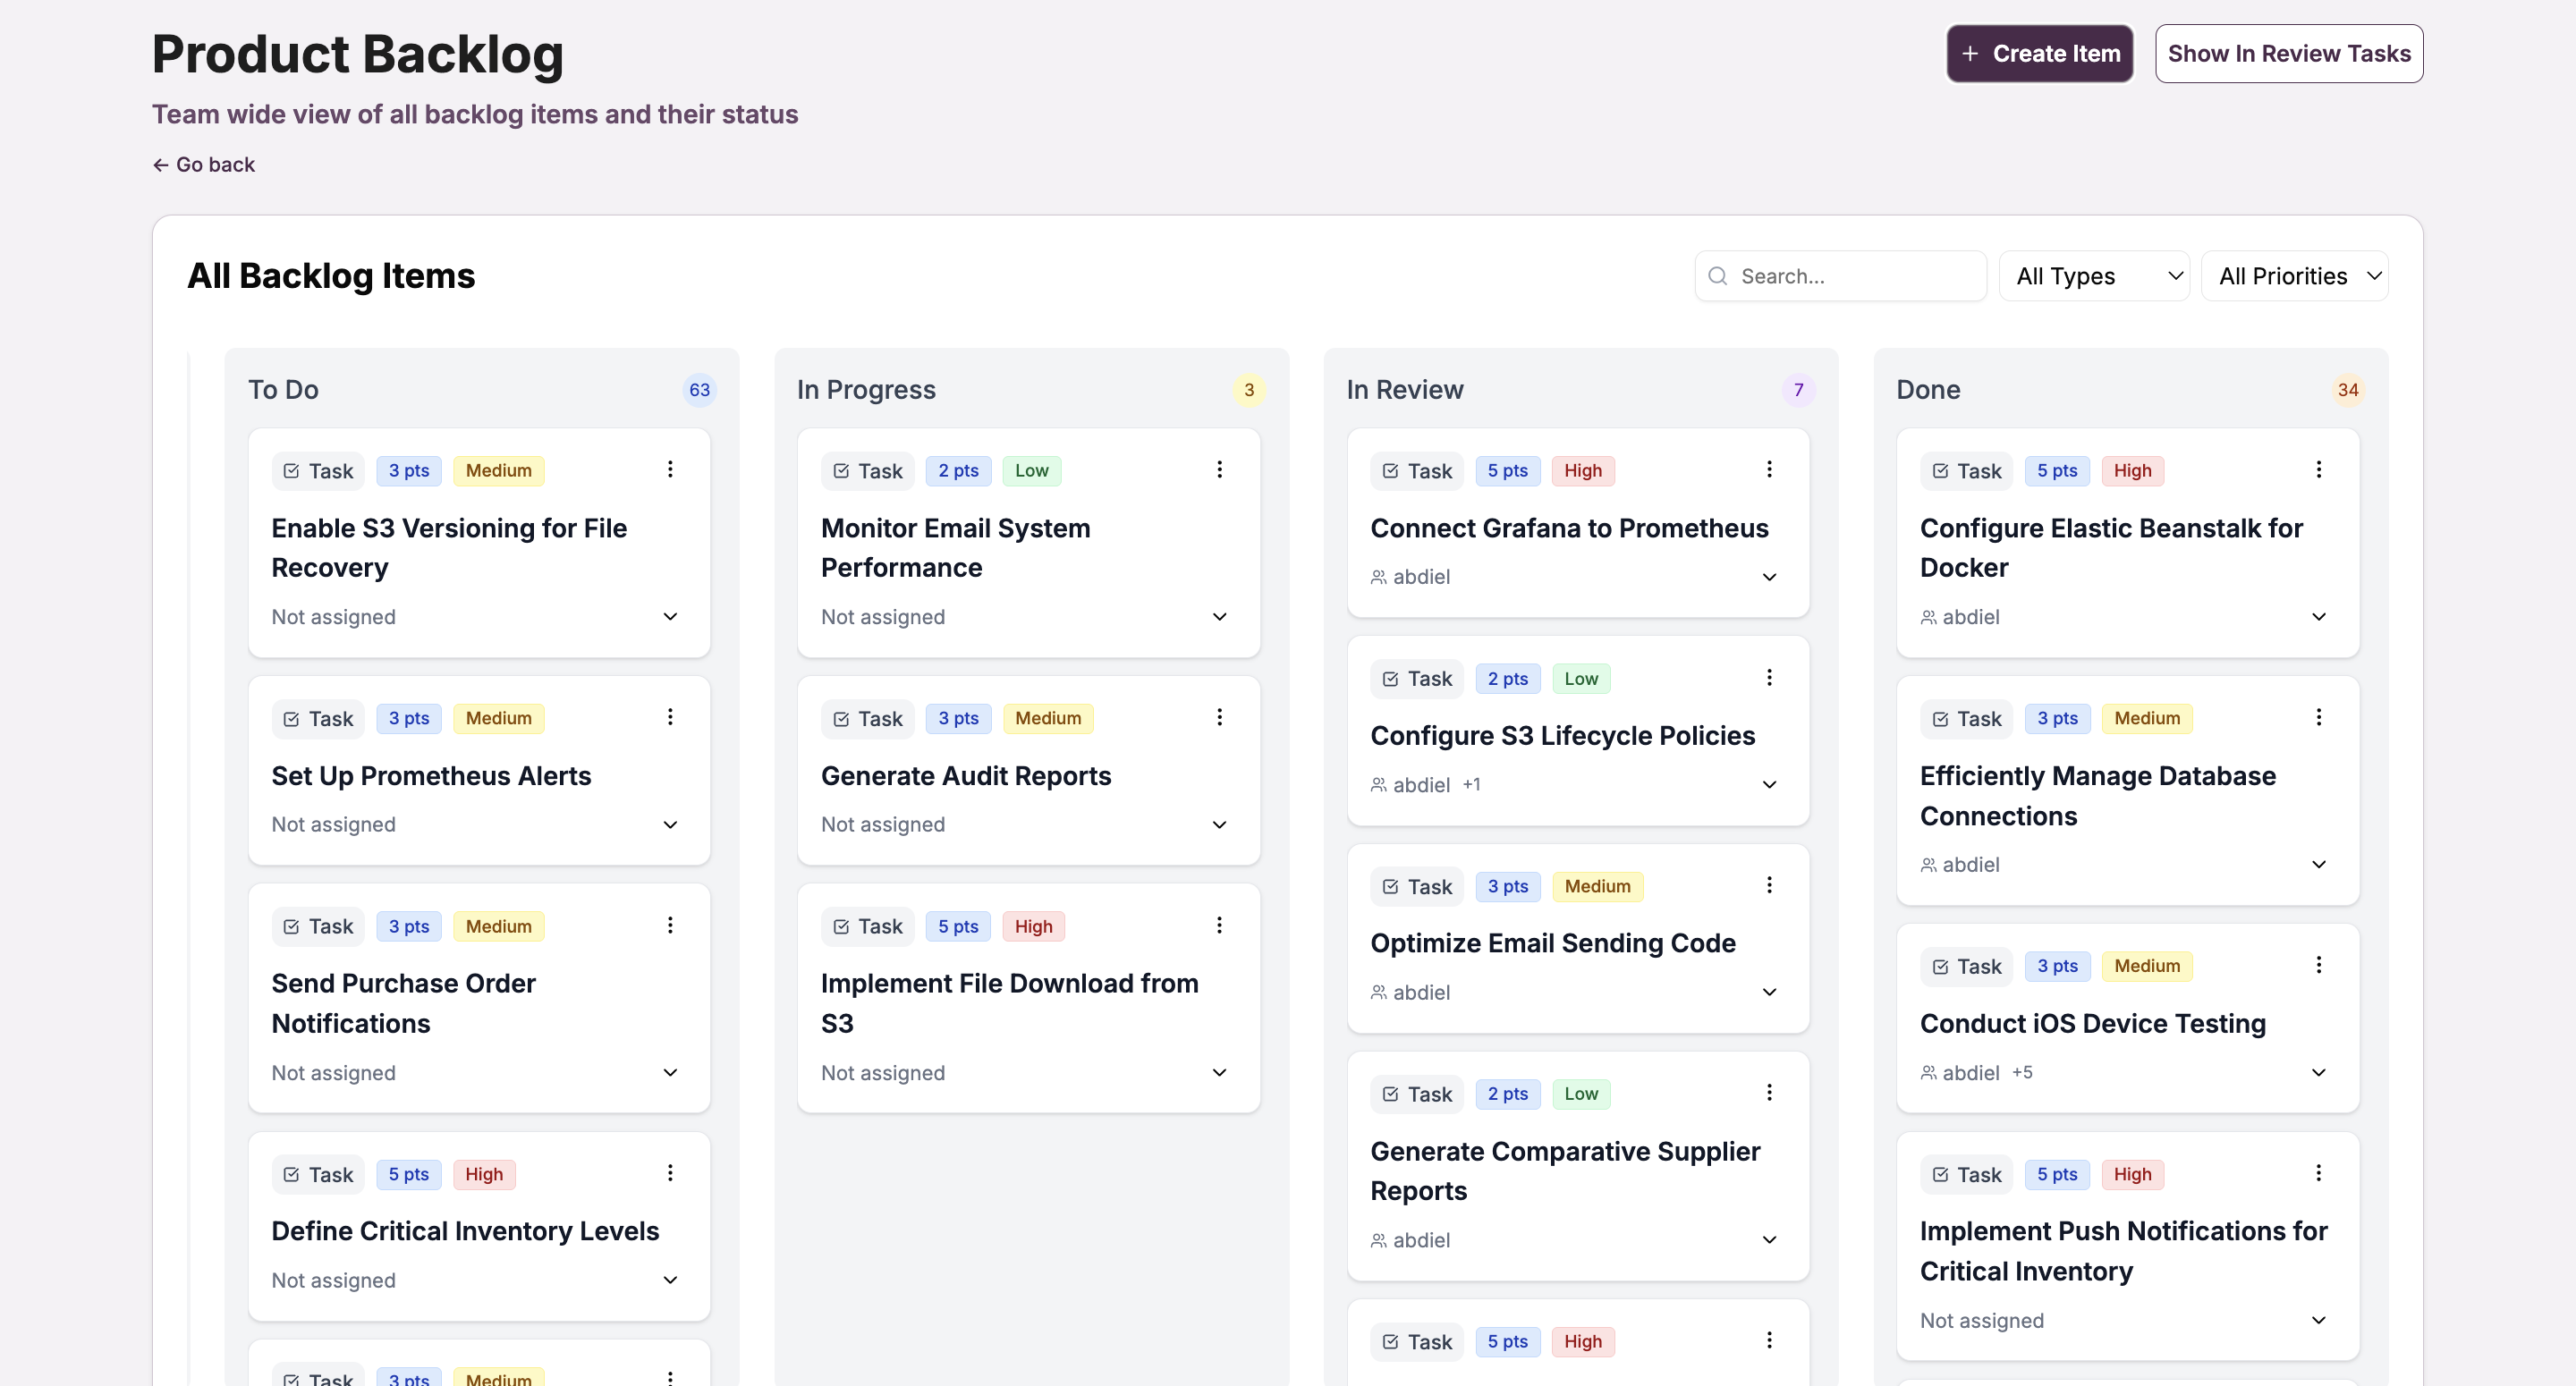 Product Backlog
+ Create Item
Show In Review Tasks
Team wide view of all backlog items and their status
← Go back
All Backlog Items
Search...
All Types
All Priorities
To Do
63
Task 3 pts Medium
Enable S3 Versioning for File
Recovery
Not assigned
Task 3 pts Medium
Set Up Prometheus Alerts
Not assigned
Task 3 pts Medium
Send Purchase Order
Notifications
Not assigned
Task 5 pts High
Define Critical Inventory Levels
Not assigned
Task 3 pts Medium
In Progress
3
Task 2 pts Low
Monitor Email System
Performance
Not assigned
Task 3 pts Medium
Generate Audit Reports
Not assigned
Task 5 pts High
Implement File Download from
S3
Not assigned
In Review
7
Task 5 pts High
Connect Grafana to Prometheus
abdiel
Task 2 pts Low
Configure S3 Lifecycle Policies
abdiel +1
Task 3 pts Medium
Optimize Email Sending Code
abdiel
Task 2 pts Low
Generate Comparative Supplier
Reports
abdiel
Task 5 pts High
Done
34
Task 5 pts High
Configure Elastic Beanstalk for
Docker
abdiel
Task 3 pts Medium
Efficiently Manage Database
Connections
abdiel
Task 3 pts Medium
Conduct iOS Device Testing
abdiel +5
Task 5 pts High
Implement Push Notifications for
Critical Inventory
Not assigned